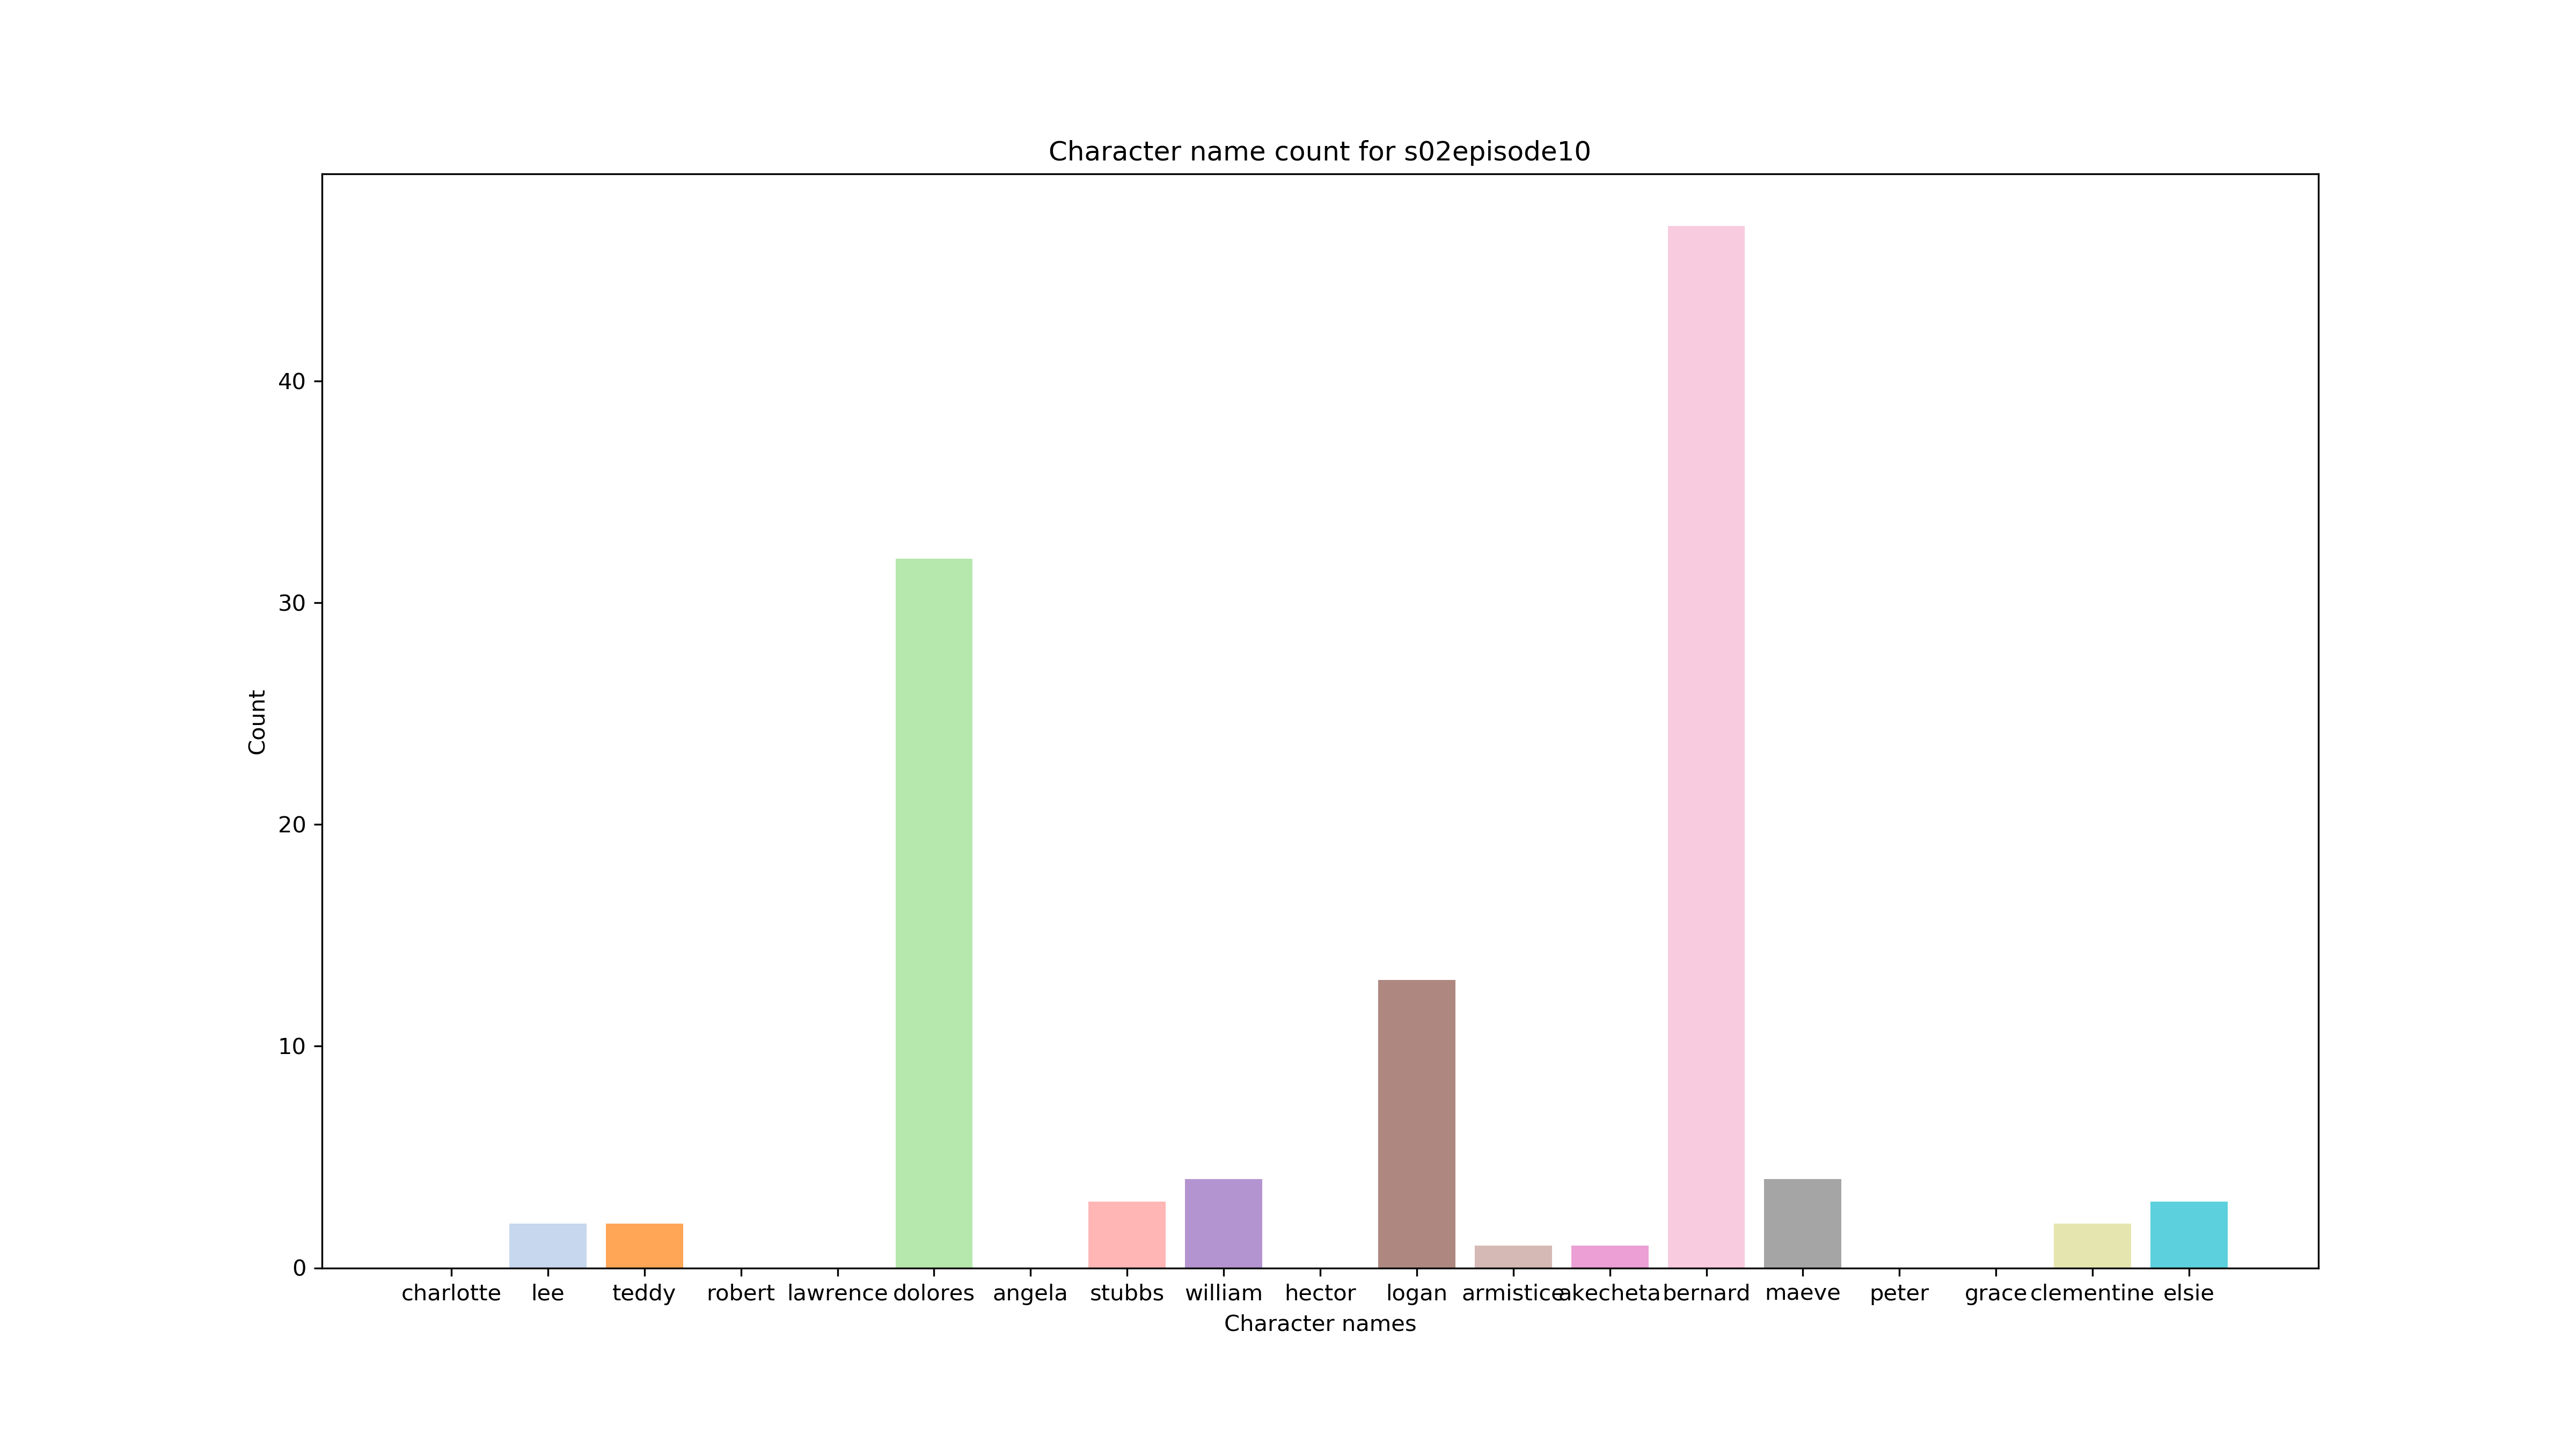 Character name count for s02episode10
40
30
20
10
0
Count
charlotte lee teddy robert lawrence dolores angela stubbs william hector logan armistice akecheta bernard maeve peter grace clementine elsie
Character names